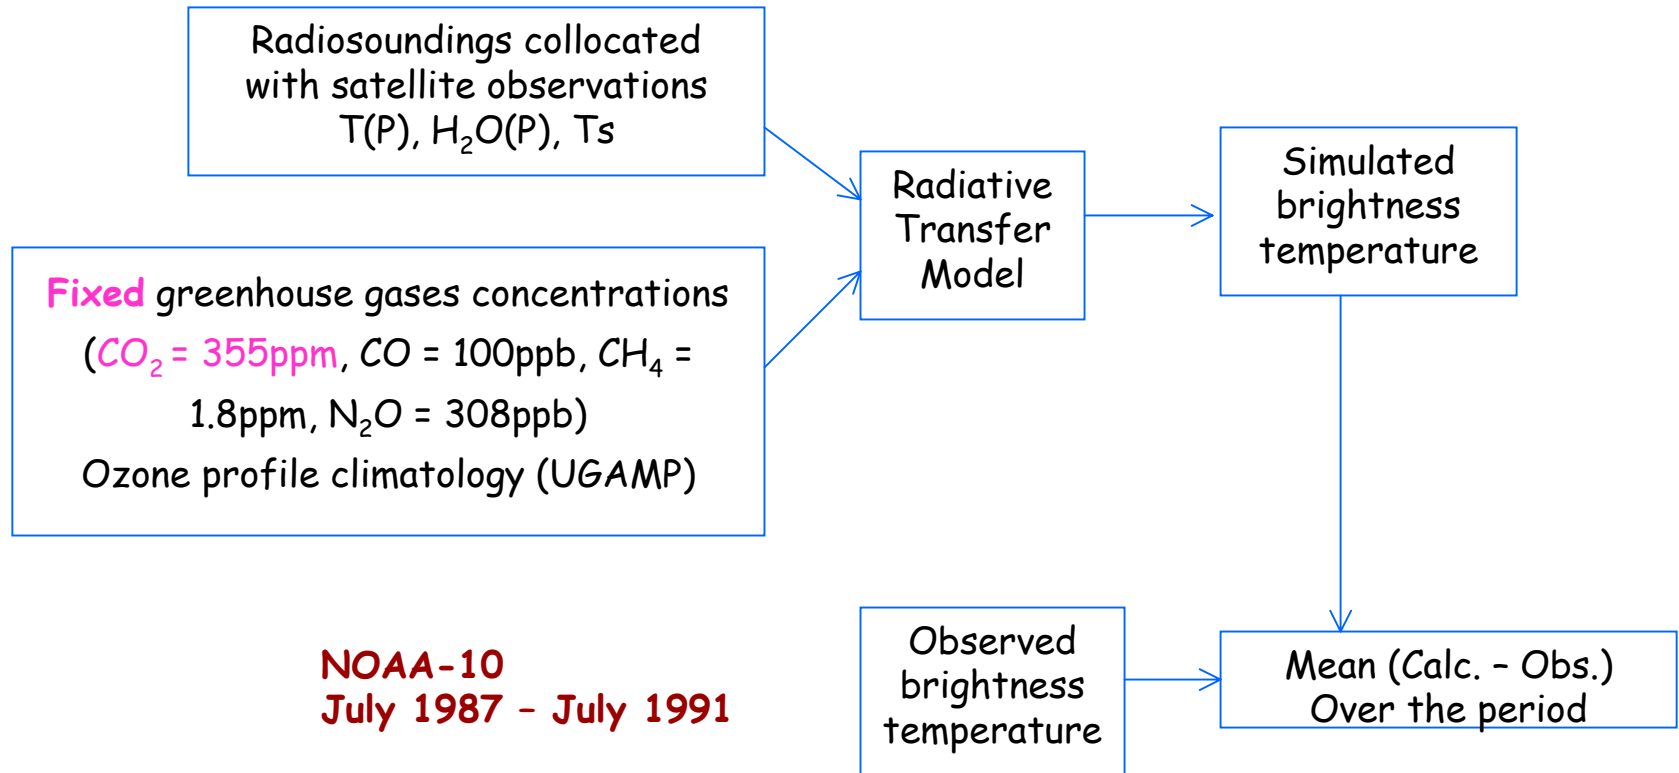 Radiosoundings collocated
with satellite observations
T(P), H₂O(P), Ts
Fixed greenhouse gases concentrations
(CO₂ = 355ppm, CO = 100ppb, CH₄ =
1.8ppm, N₂O = 308ppb)
Ozone profile climatology (UGAMP)
Radiative
Transfer
Model
Simulated
brightness
temperature
NOAA-10
July 1987 – July 1991
Observed
brightness
temperature
Mean (Calc. – Obs.)
Over the period